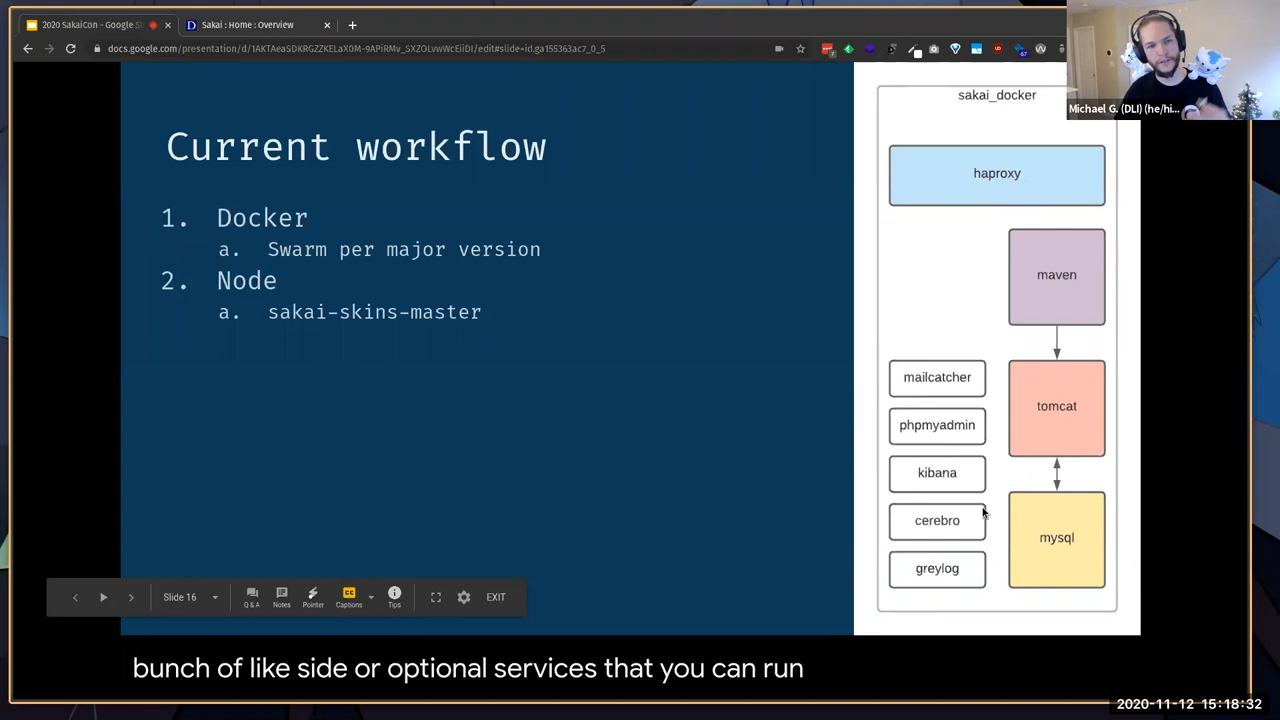 2020 SakaiCon - Google S
Sakai : Home : Overview
docs.google.com/presentation/d/1AKTAeaSDKRGZZKELaX0M-9APiRMv_SXZOLvwWcEiiDI/edit#slide=id.ga155363ac7_0_5
Michael G. (DLI) (he/hi...
Current workflow
1. Docker
a. Swarm per major version
2. Node
a. sakai-skins-master
sakai_docker
haproxy
maven
mailcatcher
tomcat
phpmyadmin
kibana
cerebro
mysql
greylog
Slide 16
Q & A
Notes
Pointer
CC
Captions
Tips
EXIT
bunch of like side or optional services that you can run
2020-11-12 15:18:32